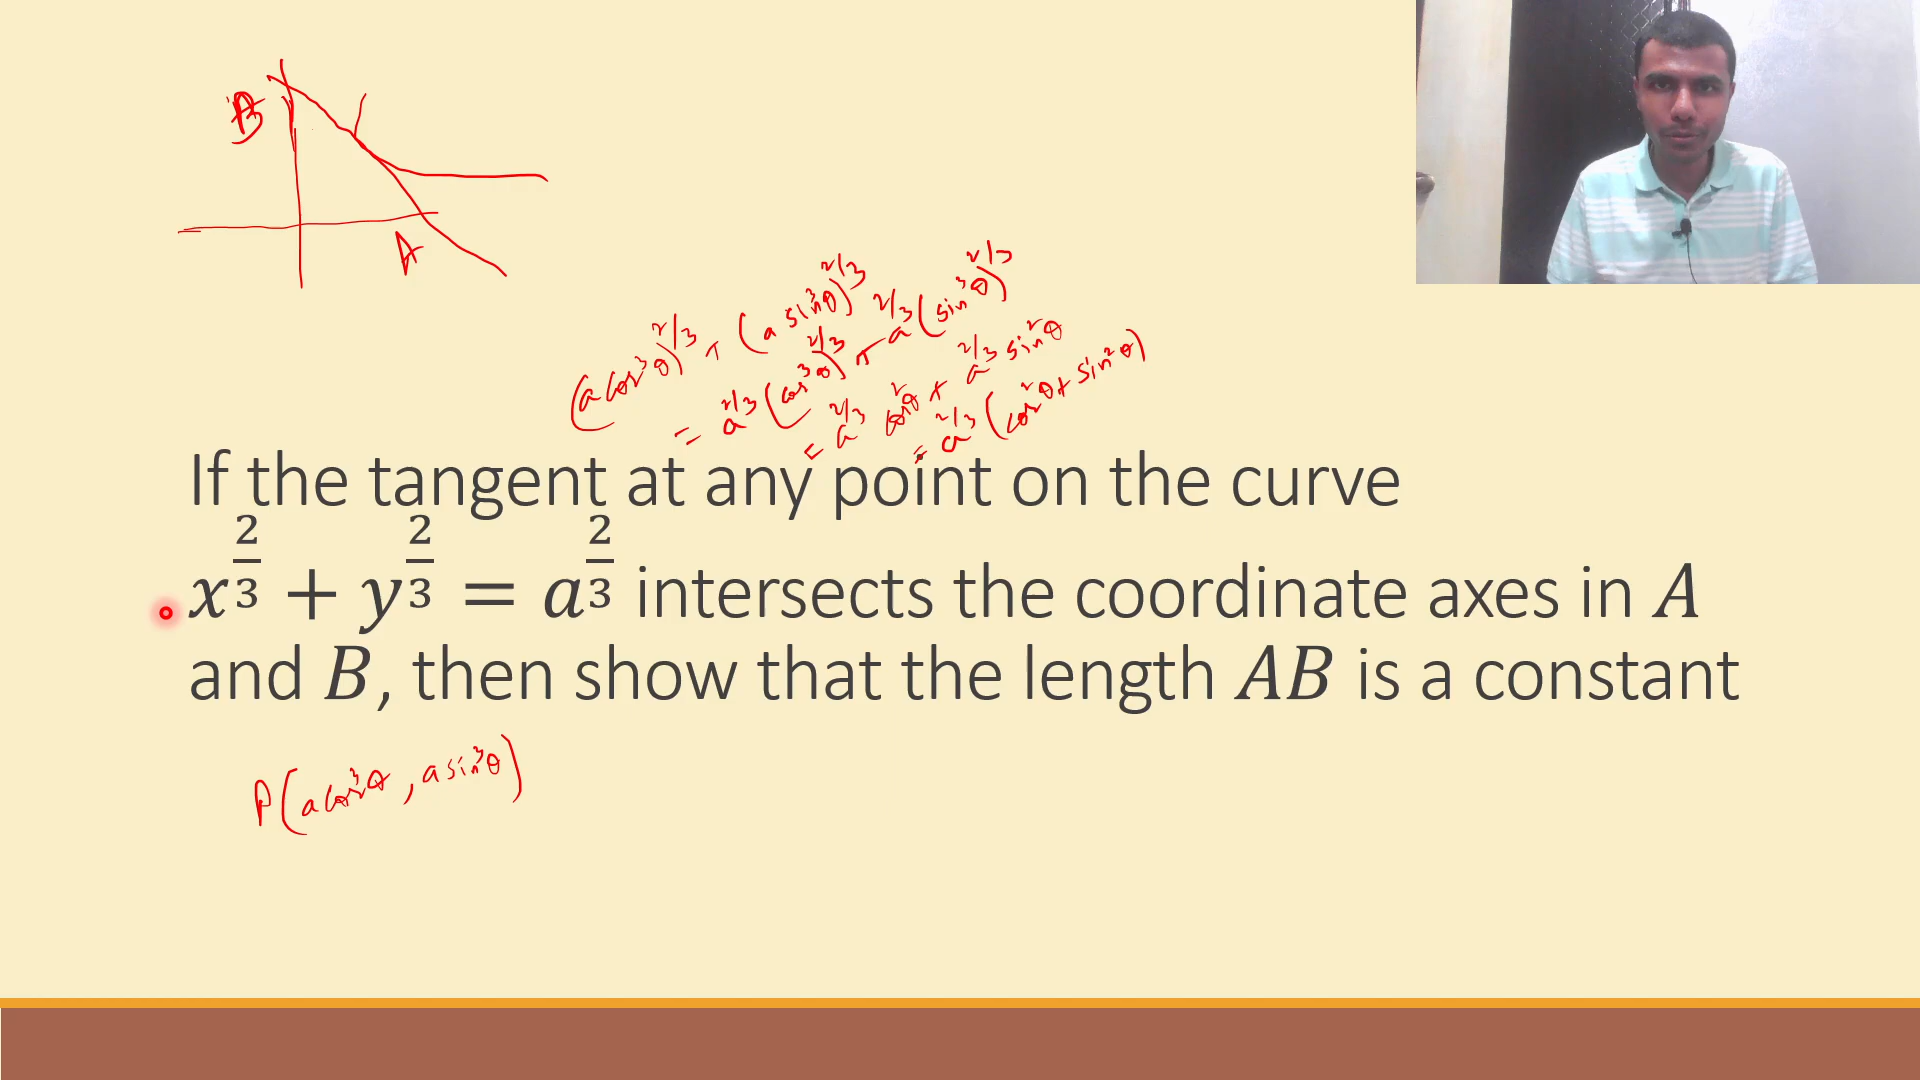 B
A
(a cos³θ)^2/3 + (a sin³θ)^2/3
= a^2/3 (cos³θ)^2/3 + a^2/3 (sin³θ)^2/3
= a^2/3 cos²θ + a^2/3 sin²θ
= a^2/3 (cos²θ + sin²θ)
If the tangent at any point on the curve
x^2/3 + y^2/3 = a^2/3 intersects the coordinate axes in A
and B, then show that the length AB is a constant
P(a cos³θ, a sin³θ)